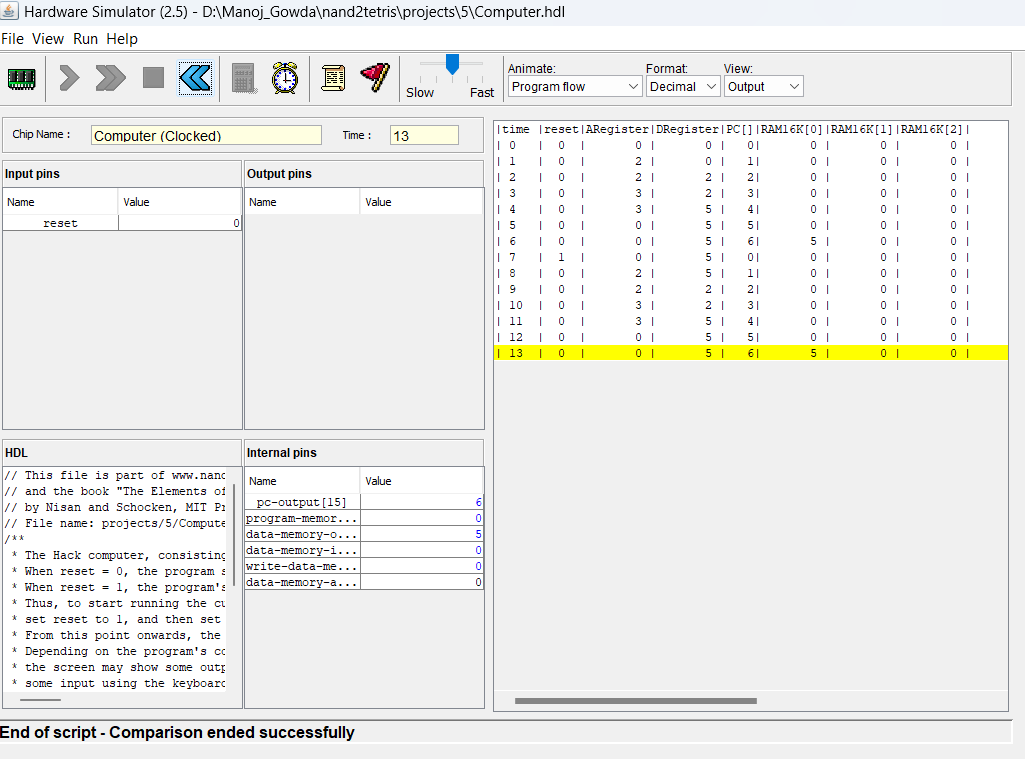 Hardware Simulator (2.5) - D:\Manoj_Gowda\nand2tetris\projects\5\Computer.hdl
File View Run Help
Slow Fast
Animate: Format: View:
Program flow Decimal Output
Chip Name : Computer (Clocked) Time : 13
Input pins
Name Value
reset 0
Output pins
Name Value
|time |reset|ARegister|DRegister|PC[]|RAM16K[0]|RAM16K[1]|RAM16K[2]|
| 0 | 0 | 0 | 0 | 0| 0 | 0 | 0 |
| 1 | 0 | 2 | 0 | 1| 0 | 0 | 0 |
| 2 | 0 | 2 | 2 | 2| 0 | 0 | 0 |
| 3 | 0 | 3 | 2 | 3| 0 | 0 | 0 |
| 4 | 0 | 3 | 5 | 4| 0 | 0 | 0 |
| 5 | 0 | 0 | 5 | 5| 0 | 0 | 0 |
| 6 | 0 | 0 | 5 | 6| 5 | 0 | 0 |
| 7 | 1 | 0 | 5 | 0| 0 | 0 | 0 |
| 8 | 0 | 2 | 5 | 1| 0 | 0 | 0 |
| 9 | 0 | 2 | 2 | 2| 0 | 0 | 0 |
| 10 | 0 | 3 | 2 | 3| 0 | 0 | 0 |
| 11 | 0 | 3 | 5 | 4| 0 | 0 | 0 |
| 12 | 0 | 0 | 5 | 5| 0 | 0 | 0 |
| 13 | 0 | 0 | 5 | 6| 5 | 0 | 0 |
HDL
// This file is part of www.nand
// and the book "The Elements of
// by Nisan and Schocken, MIT Pr
// File name: projects/5/Compute
/**
* The Hack computer, consisting
* When reset = 0, the program s
* When reset = 1, the program's
* Thus, to start running the cu
* set reset to 1, and then set
* From this point onwards, the
* Depending on the program's co
* the screen may show some outp
* some input using the keyboard
Internal pins
Name Value
pc-output[15] 6
program-memor... 0
data-memory-o... 5
data-memory-i... 0
write-data-me... 0
data-memory-a... 0
End of script - Comparison ended successfully